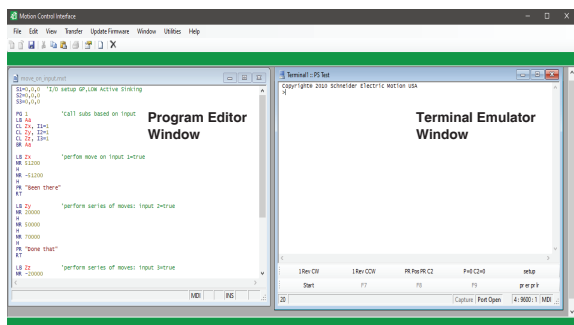 Motion Control Interface
File Edit View Transfer Update Firmware Window Utilities Help
move_on_input.mxt
S1=0,0,0 'I/O setup GP,LOW Active Sinking
S2=0,0,0
S3=0,0,0
PG 1 'Call subs based on input
LB Aa
CL Zx, I1=1
CL Zy, I2=1
CL Zz, I3=1
BR Aa
LB Zx 'perfom move on input 1=true
MR 51200
H
MR -51200
H
PR "Been there"
RT
LB Zy 'perform series of moves: input 2=true
MR 20000
H
MR 50000
H
MR 70000
H
PR "Done that"
RT
LB Zz 'perform series of moves: input 3=true
MR -20000
MDI INS
Program Editor
Window
Terminal1 :: PS Test
Copyright© 2010 Schneider Electric Motion USA
>
Terminal Emulator
Window
1 Rev CW 1 Rev CCW PR Pos PR C2 P=0 C2=0 setup
Start F7 F8 F9 pr er pr ir
20 Capture Port Open 4 : 9600 : 1 MDI